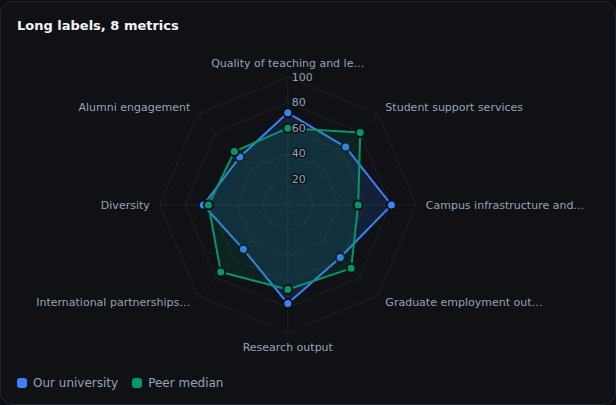 Long labels, 8 metrics
Quality of teaching and le…
100
Alumni engagement
Student support services
80
60
40
20
Diversity
Campus infrastructure and…
International partnerships…
Graduate employment out…
Research output
Our university
Peer median